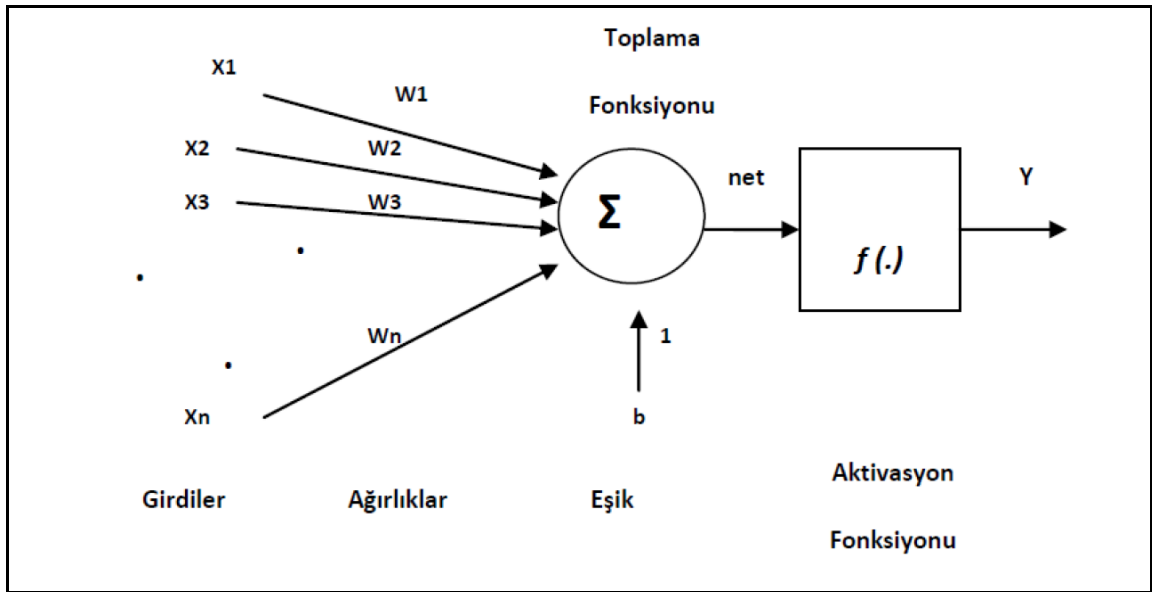 Toplama
Fonksiyonu
X1
W1
X2
W2
X3
W3
Σ
net
f (.)
Y
Wn
1
Xn
b
Girdiler
Ağırlıklar
Eşik
Aktivasyon
Fonksiyonu